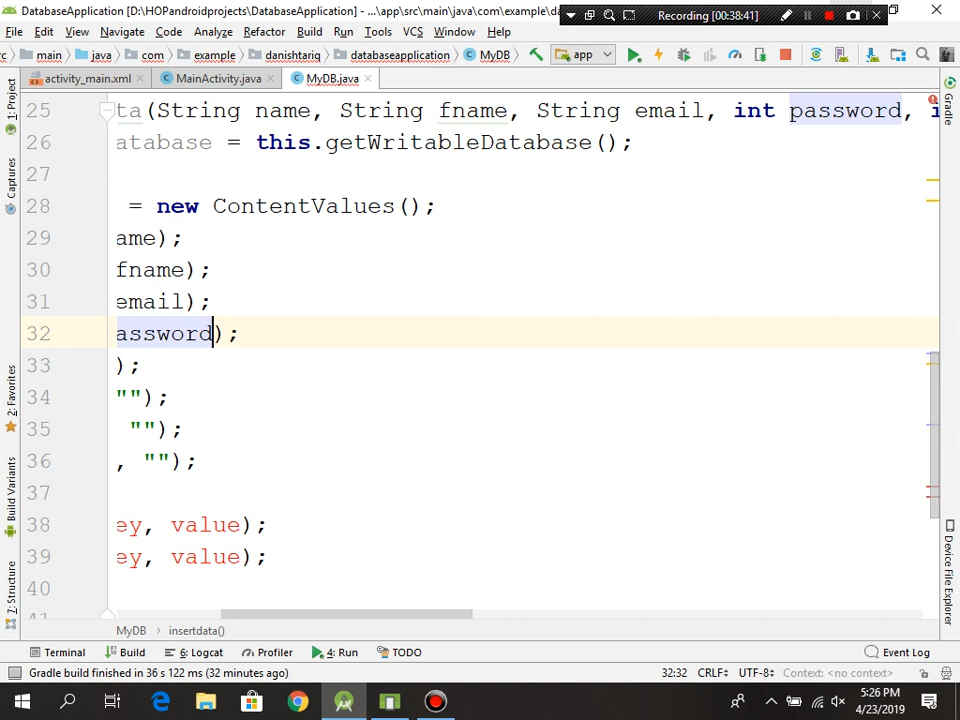 DatabaseApplication [D:\HOPandroidprojects\DatabaseApplication] - ...\app\src\main\java\com\example\da
Recording [00:38:41]
File Edit View Navigate Code Analyze Refactor Build Run Tools VCS Window Help
rc main java com example danishtariq databaseapplication MyDB app
activity_main.xml MainActivity.java MyDB.java
25 ta(String name, String fname, String email, int password, i
26 atabase = this.getWritableDatabase();
27
28 = new ContentValues();
29 ame);
30 fname);
31 email);
32 assword);
33 );
34 "");
35 "");
36 , "");
37
38 ey, value);
39 ey, value);
40
41
1: Project
Captures
2: Favorites
Build Variants
7: Structure
Gradle
Device File Explorer
MyDB › insertdata()
Terminal Build 6: Logcat Profiler 4: Run TODO Event Log
Gradle build finished in 36 s 122 ms (32 minutes ago) 32:32 CRLF÷ UTF-8÷ Context: <no context>
5:26 PM
4/23/2019